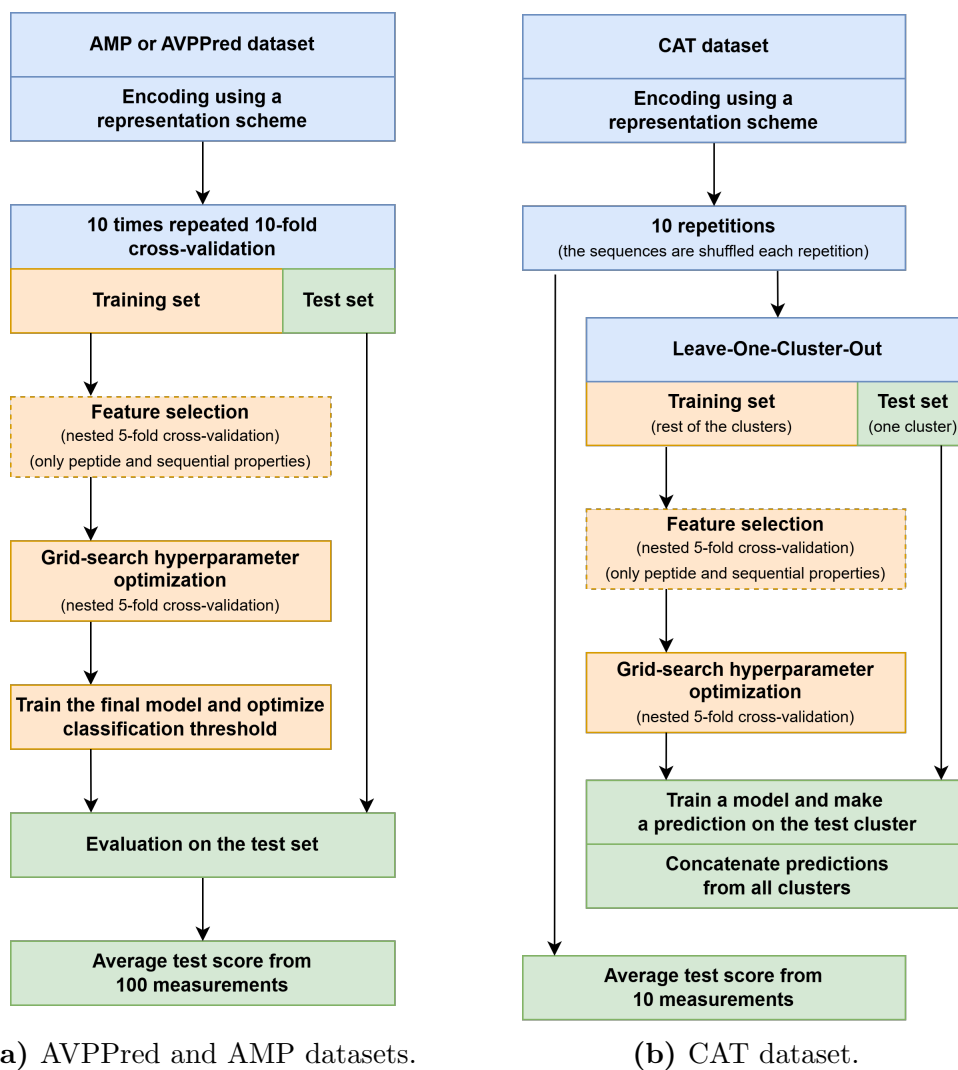 AMP or AVPPred dataset
Encoding using a
representation scheme
10 times repeated 10-fold
cross-validation
Training set
Test set
Feature selection
(nested 5-fold cross-validation)
(only peptide and sequential properties)
Grid-search hyperparameter
optimization
(nested 5-fold cross-validation)
Train the final model and optimize
classification threshold
Evaluation on the test set
Average test score from
100 measurements
a) AVPPred and AMP datasets.
CAT dataset
Encoding using a
representation scheme
10 repetitions
(the sequences are shuffled each repetition)
Leave-One-Cluster-Out
Training set
(rest of the clusters)
Test set
(one cluster)
Feature selection
(nested 5-fold cross-validation)
(only peptide and sequential properties)
Grid-search hyperparameter
optimization
(nested 5-fold cross-validation)
Train a model and make
a prediction on the test cluster
Concatenate predictions
from all clusters
Average test score from
10 measurements
(b) CAT dataset.